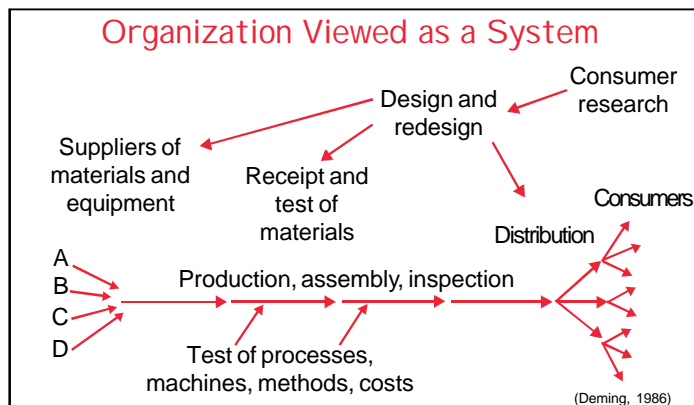 Organization Viewed as a System
Consumer
research
Design and
redesign
Suppliers of
materials and
equipment
Receipt and
test of
materials
Consumers
Distribution
A
B
C
D
Production, assembly, inspection
Test of processes,
machines, methods, costs
(Deming, 1986)